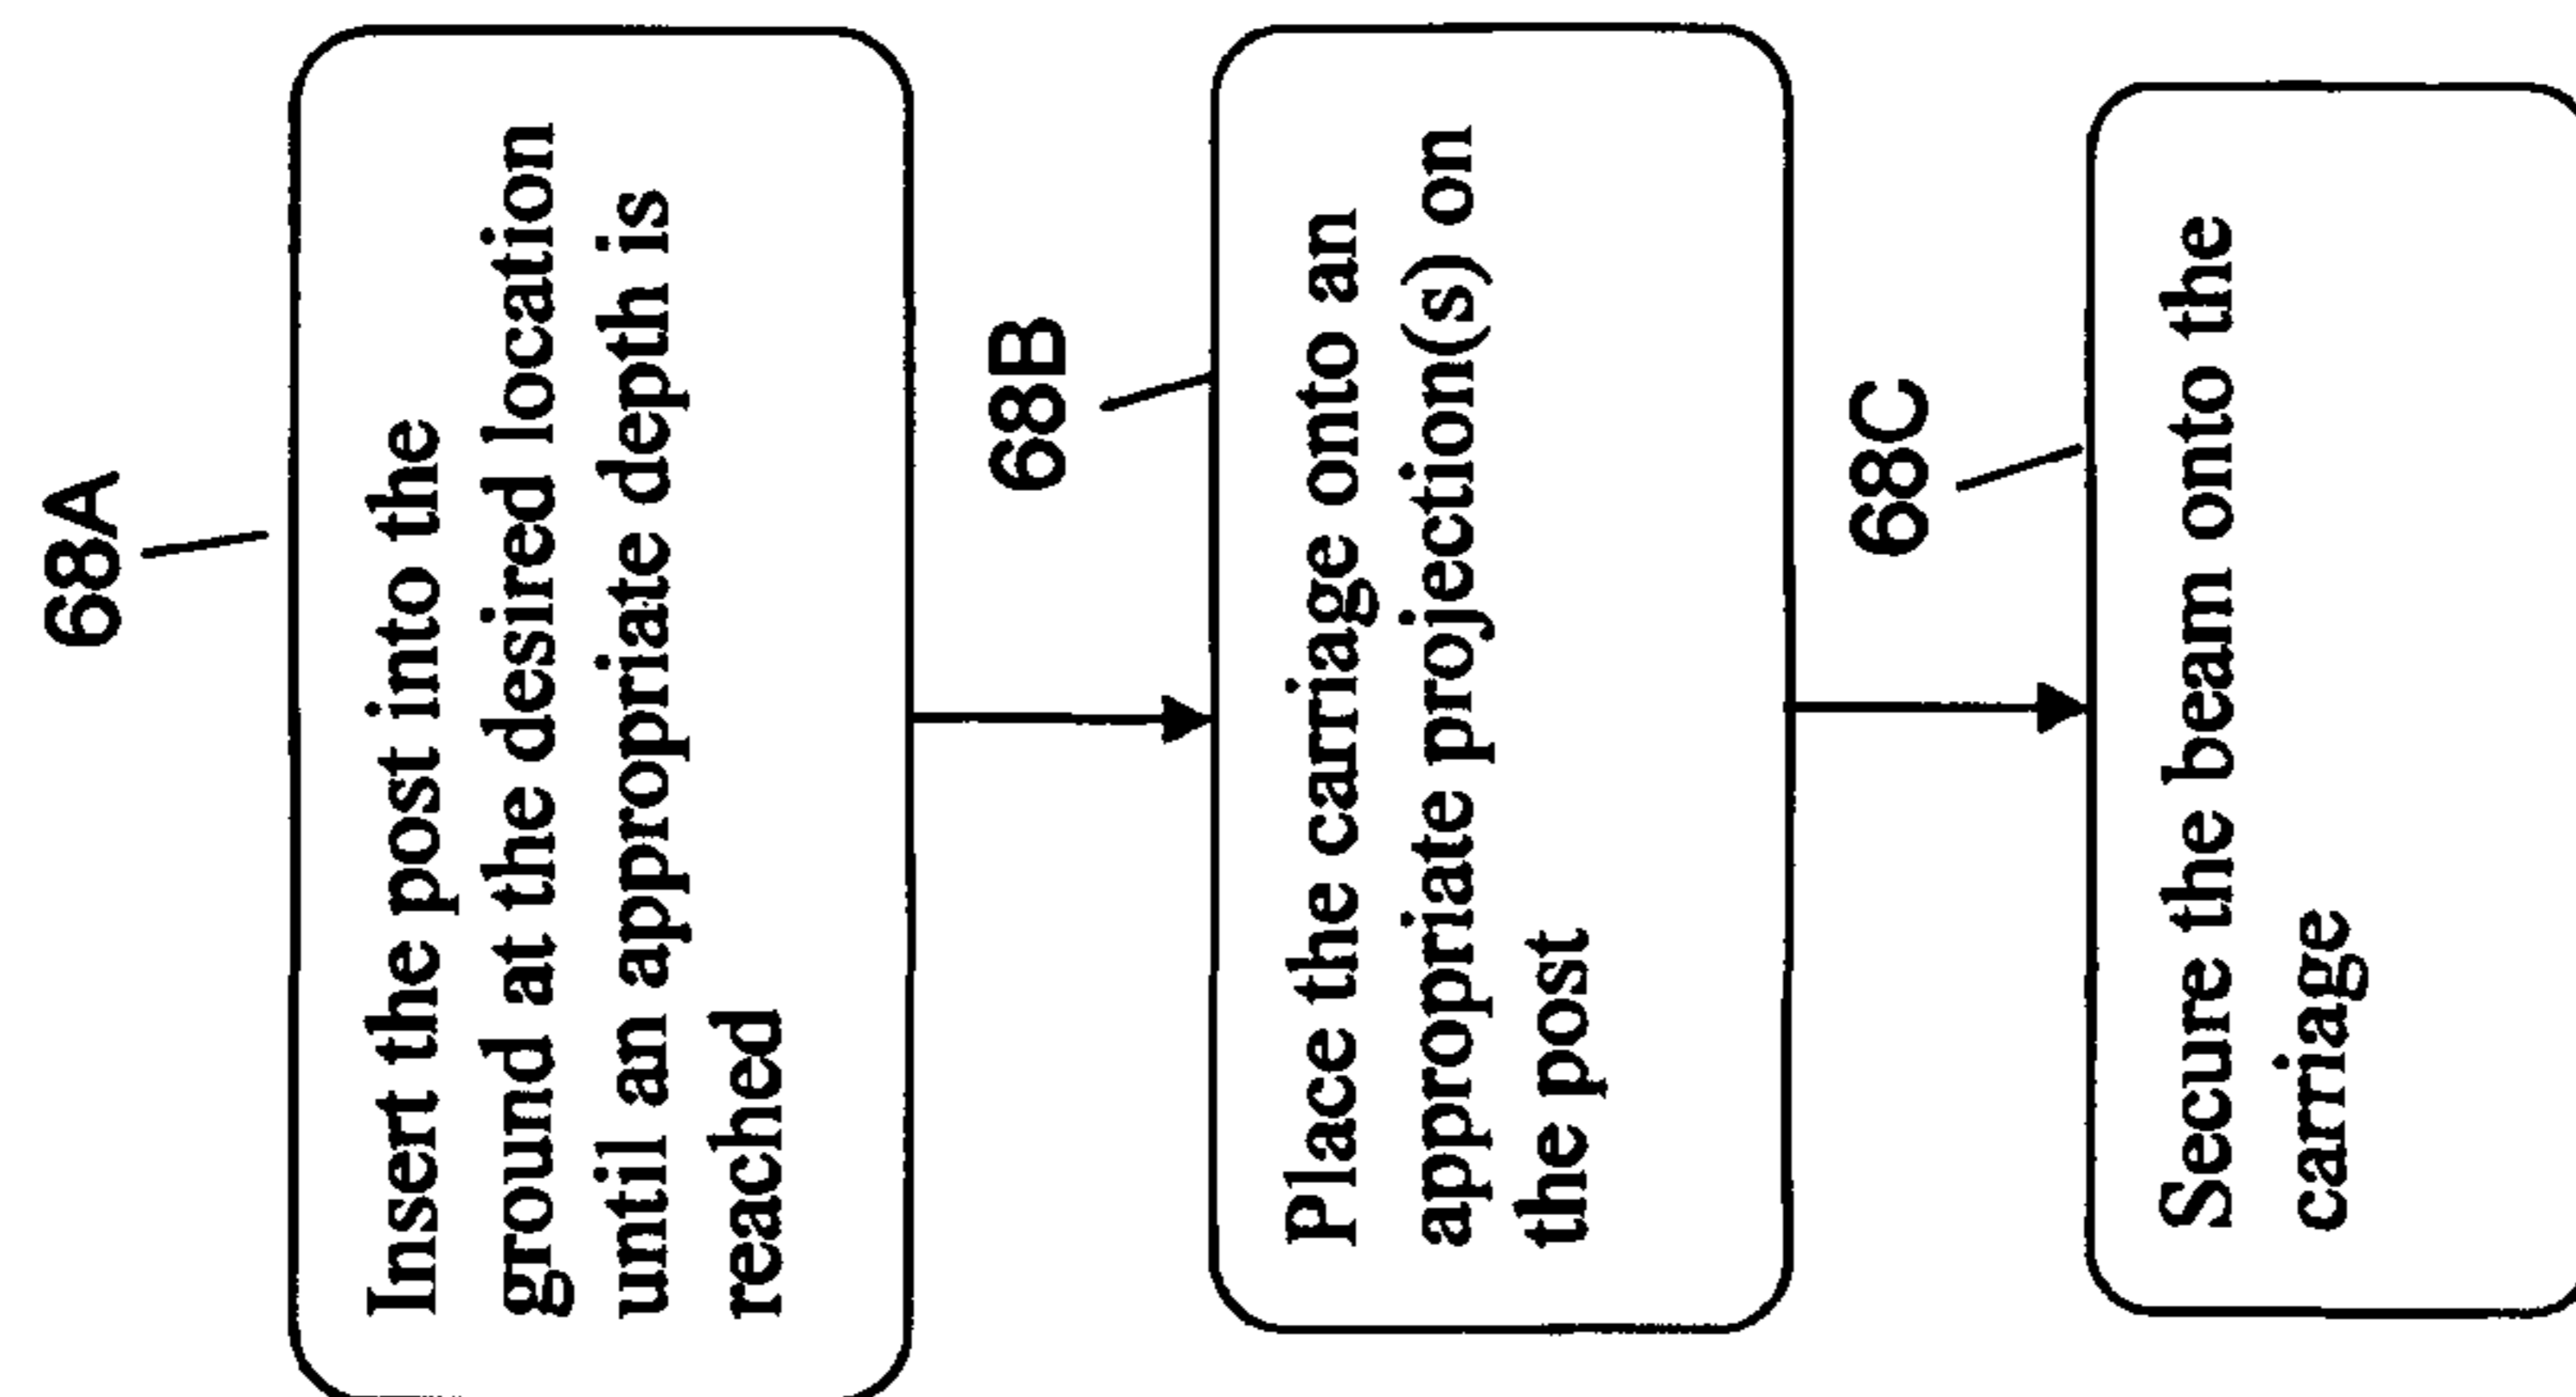 68A
Insert the post into the
ground at the desired location
until an appropriate depth is
reached
68B
Place the carriage onto an
appropriate projection(s) on
the post
68C
Secure the beam onto the
carriage